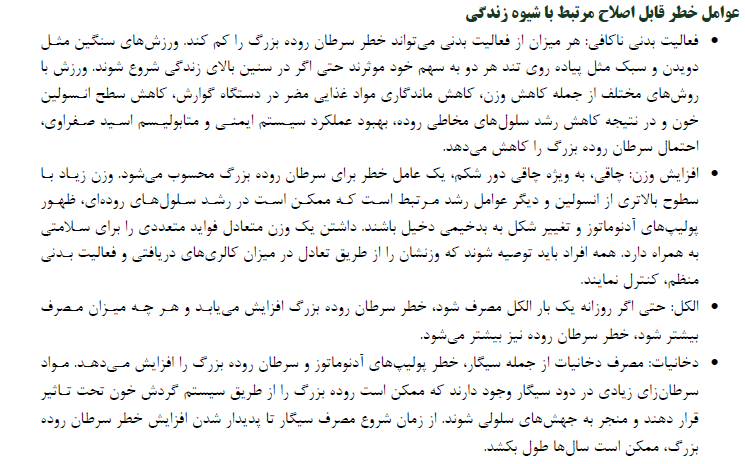 عوامل خطر قابل اصلاح مرتبط با شیوه زندگی
• فعالیت بدنی ناکافی: هر میزان از فعالیت بدنی می‌تواند خطر سرطان روده بزرگ را کم کند. ورزش‌های سنگین مثل
دویدن و سبک مثل پیاده روی تند هر دو به سهم خود موثرند حتی اگر در سنین بالای زندگی شروع شوند. ورزش با
روش‌های مختلف از جمله کاهش وزن، کاهش ماندگاری مواد غذایی مضر در دستگاه گوارش، کاهش سطح انسولین
خون و در نتیجه کاهش رشد سلول‌های مخاطی روده، بهبود عملکرد سیستم ایمنی و متابولیسم اسید صفراوی،
احتمال سرطان روده بزرگ را کاهش می‌دهد.
• افزایش وزن: چاقی، به ویژه چاقی دور شکم، یک عامل خطر برای سرطان روده بزرگ محسوب می‌شود. وزن زیاد با
سطوح بالاتری از انسولین و دیگر عوامل رشد مرتبط است که ممکن است در رشد سلول‌های روده‌ای، ظهور
پولیپ‌های آدنوماتوز و تغییر شکل به بدخیمی دخیل باشند. داشتن یک وزن متعادل فواید متعددی را برای سلامتی
به همراه دارد. همه افراد باید توصیه شوند که وزنشان را از طریق تعادل در میزان کالری‌های دریافتی و فعالیت بدنی
منظم، کنترل نمایند.
• الکل: حتی اگر روزانه یک بار الکل مصرف شود، خطر سرطان روده بزرگ افزایش می‌یابد و هر چه میزان مصرف
بیشتر شود، خطر سرطان روده نیز بیشتر می‌شود.
• دخانیات: مصرف دخانیات از جمله سیگار، خطر پولیپ‌های آدنوماتوز و سرطان روده بزرگ را افزایش می‌دهد. مواد
سرطان‌زای زیادی در دود سیگار وجود دارند که ممکن است روده بزرگ را از طریق سیستم گردش خون تحت تاثیر
قرار دهند و منجر به جهش‌های سلولی شوند. از زمان شروع مصرف سیگار تا پدیدار شدن افزایش خطر سرطان روده
بزرگ، ممکن است سال‌ها طول بکشد.